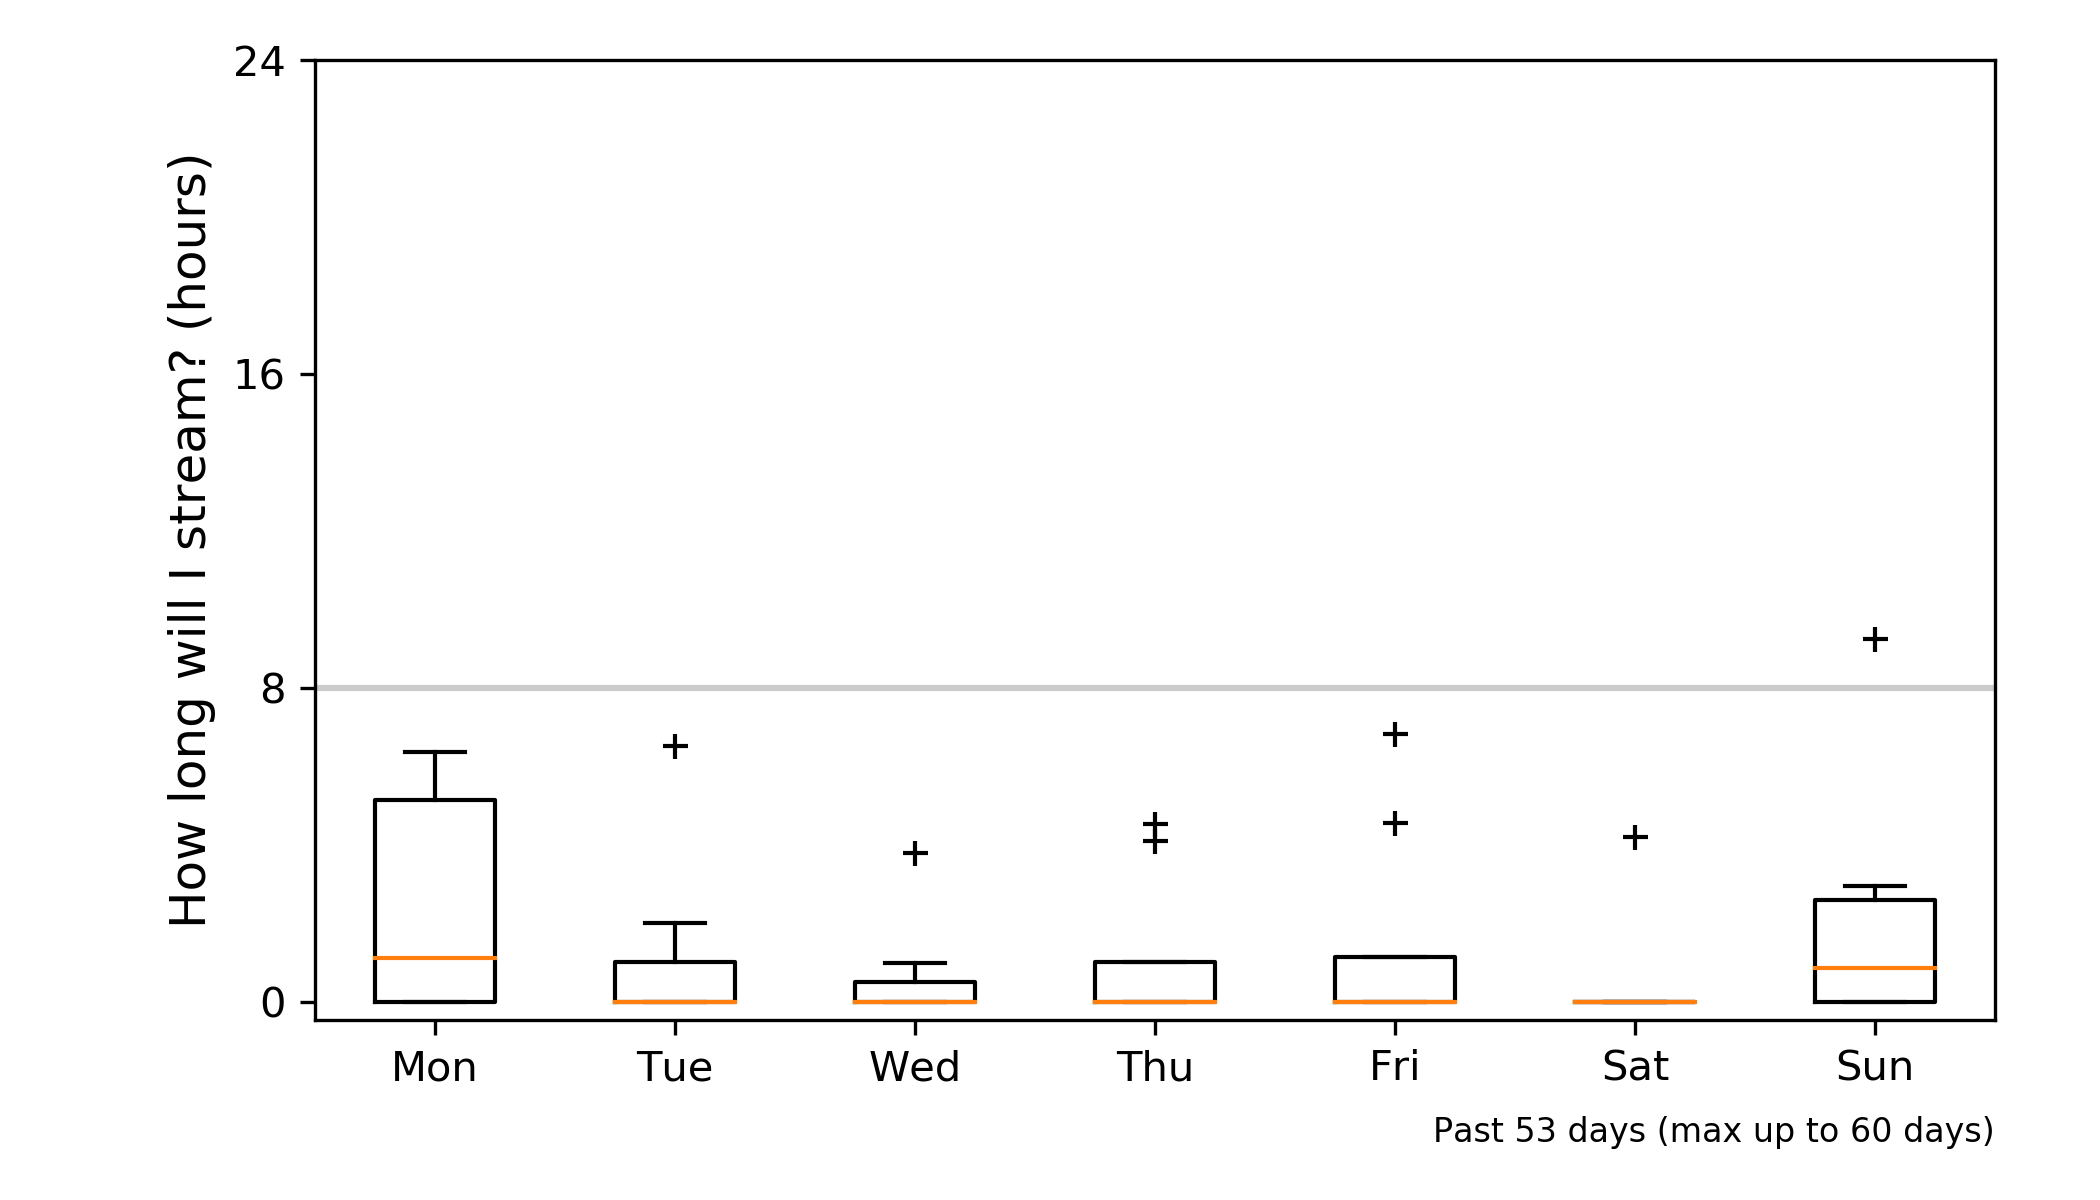 How long will I stream? (hours)
24
16
8
0
Mon Tue Wed Thu Fri Sat Sun
Past 53 days (max up to 60 days)